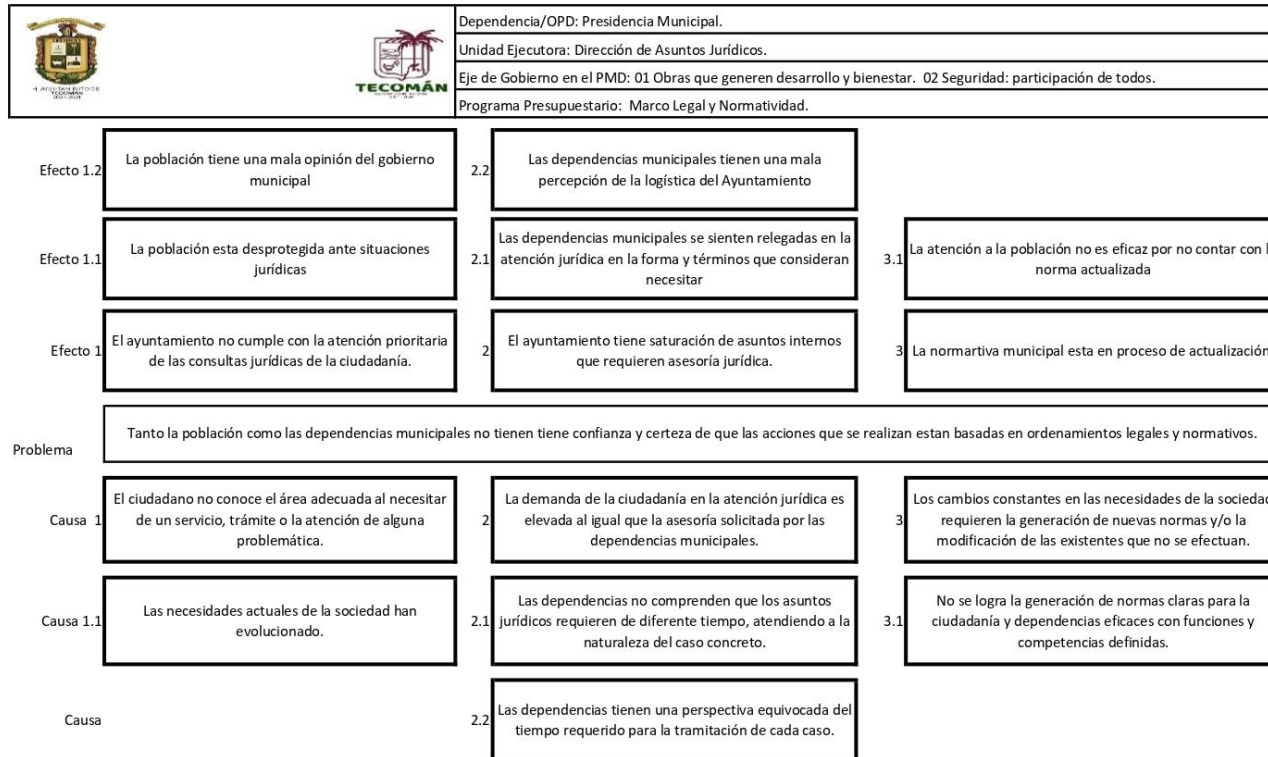 H. AYUNTAMIENTO DE
TECOMÁN
2021-2024
TECOMÁN
Dependencia/OPD: Presidencia Municipal.
Unidad Ejecutora: Dirección de Asuntos Jurídicos.
Eje de Gobierno en el PMD: 01 Obras que generen desarrollo y bienestar. 02 Seguridad: participación de todos.
Programa Presupuestario: Marco Legal y Normatividad.
Efecto 1.2
La población tiene una mala opinión del gobierno
municipal
2.2
Las dependencias municipales tienen una mala
percepción de la logística del Ayuntamiento
Efecto 1.1
La población esta desprotegida ante situaciones
jurídicas
2.1
Las dependencias municipales se sienten relegadas en la
atención jurídica en la forma y términos que consideran
necesitar
3.1
La atención a la población no es eficaz por no contar con l
norma actualizada
Efecto 1
El ayuntamiento no cumple con la atención prioritaria
de las consultas jurídicas de la ciudadanía.
2
El ayuntamiento tiene saturación de asuntos internos
que requieren asesoría jurídica.
3
La normartiva municipal esta en proceso de actualización
Problema
Tanto la población como las dependencias municipales no tienen tiene confianza y certeza de que las acciones que se realizan estan basadas en ordenamientos legales y normativos.
Causa 1
El ciudadano no conoce el área adecuada al necesitar
de un servicio, trámite o la atención de alguna
problemática.
2
La demanda de la ciudadanía en la atención jurídica es
elevada al igual que la asesoría solicitada por las
dependencias municipales.
3
Los cambios constantes en las necesidades de la sociedad
requieren la generación de nuevas normas y/o la
modificación de las existentes que no se efectuan.
Causa 1.1
Las necesidades actuales de la sociedad han
evolucionado.
2.1
Las dependencias no comprenden que los asuntos
jurídicos requieren de diferente tiempo, atendiendo a la
naturaleza del caso concreto.
3.1
No se logra la generación de normas claras para la
ciudadanía y dependencias eficaces con funciones y
competencias definidas.
Causa
2.2
Las dependencias tienen una perspectiva equivocada del
tiempo requerido para la tramitación de cada caso.